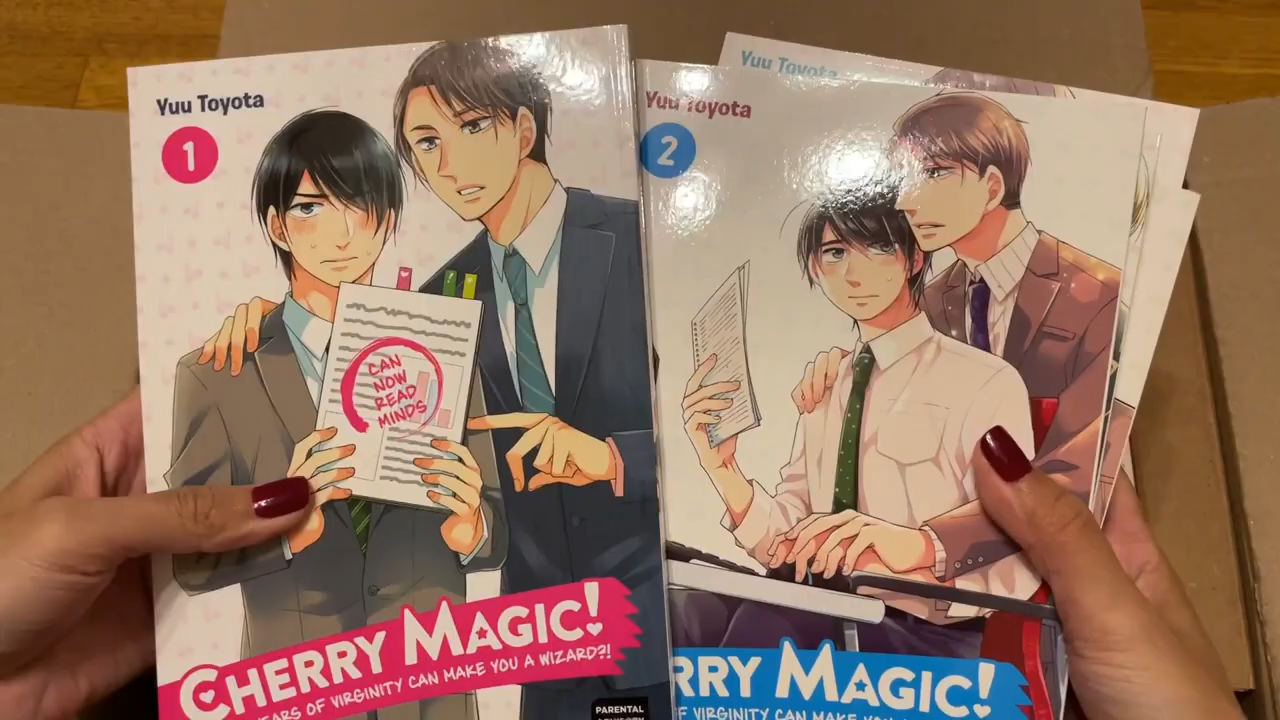 Yuu Toyota
1
CAN
NOW
READ
MINDS
CHERRY MAGIC!
EARS OF VIRGINITY CAN MAKE YOU A WIZARD?!
PARENTAL
Yuu Toyota
2
RRY MAGIC!
OF VIRGINITY CAN MAKE YOU
Yuu Toyota